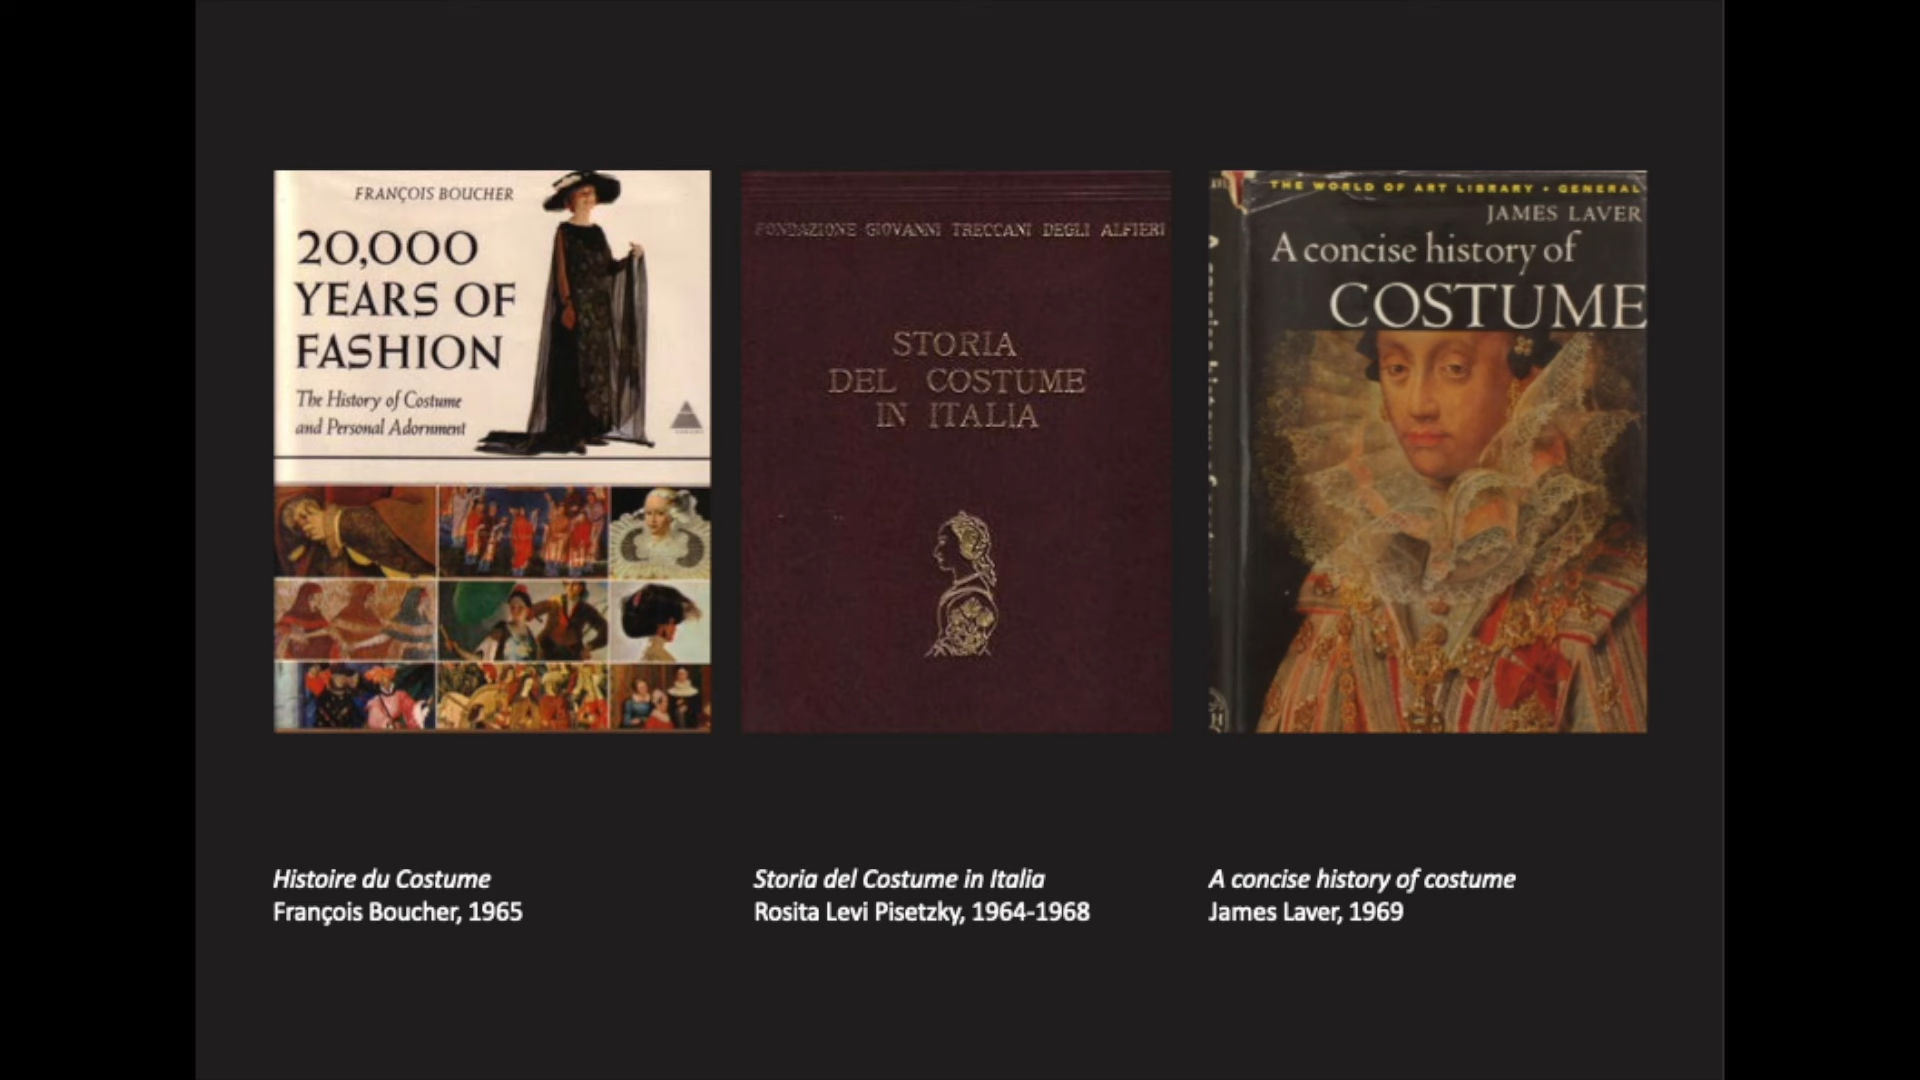 FRANÇOIS BOUCHER
20,000
YEARS OF
FASHION
The History of Costume
and Personal Adornment
FONDAZIONE GIOVANNI TRECCANI DEGLI ALFIERI
STORIA
DEL COSTUME
IN ITALIA
THE WORLD OF ART LIBRARY • GENERAL
JAMES LAVER
A concise history of
COSTUME
Histoire du Costume
François Boucher, 1965
Storia del Costume in Italia
Rosita Levi Pisetzky, 1964-1968
A concise history of costume
James Laver, 1969